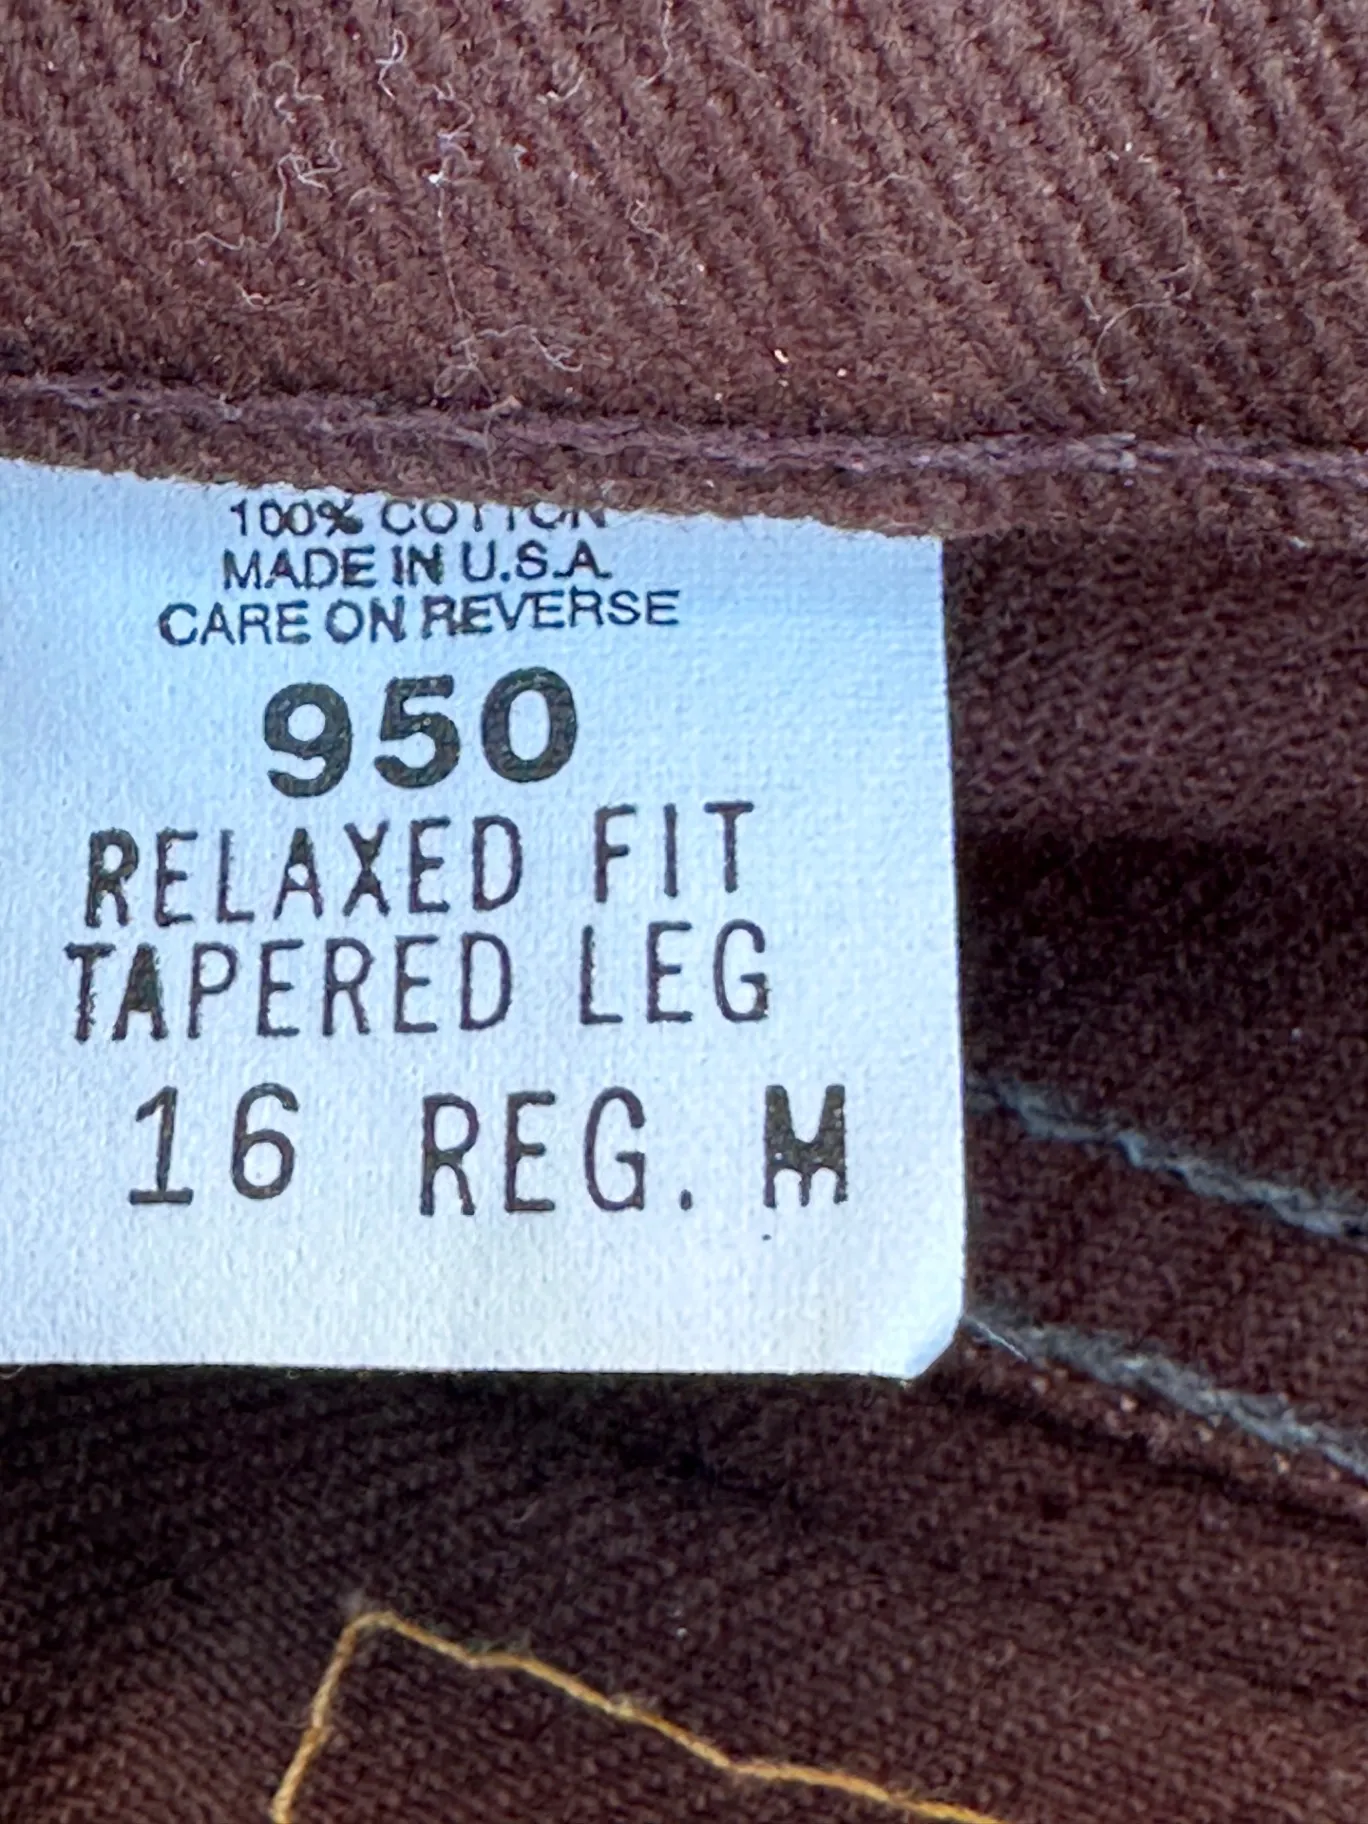 100% COTTON
MADE IN U.S.A.
CARE ON REVERSE
950
RELAXED FIT
TAPERED LEG
16 REG. M